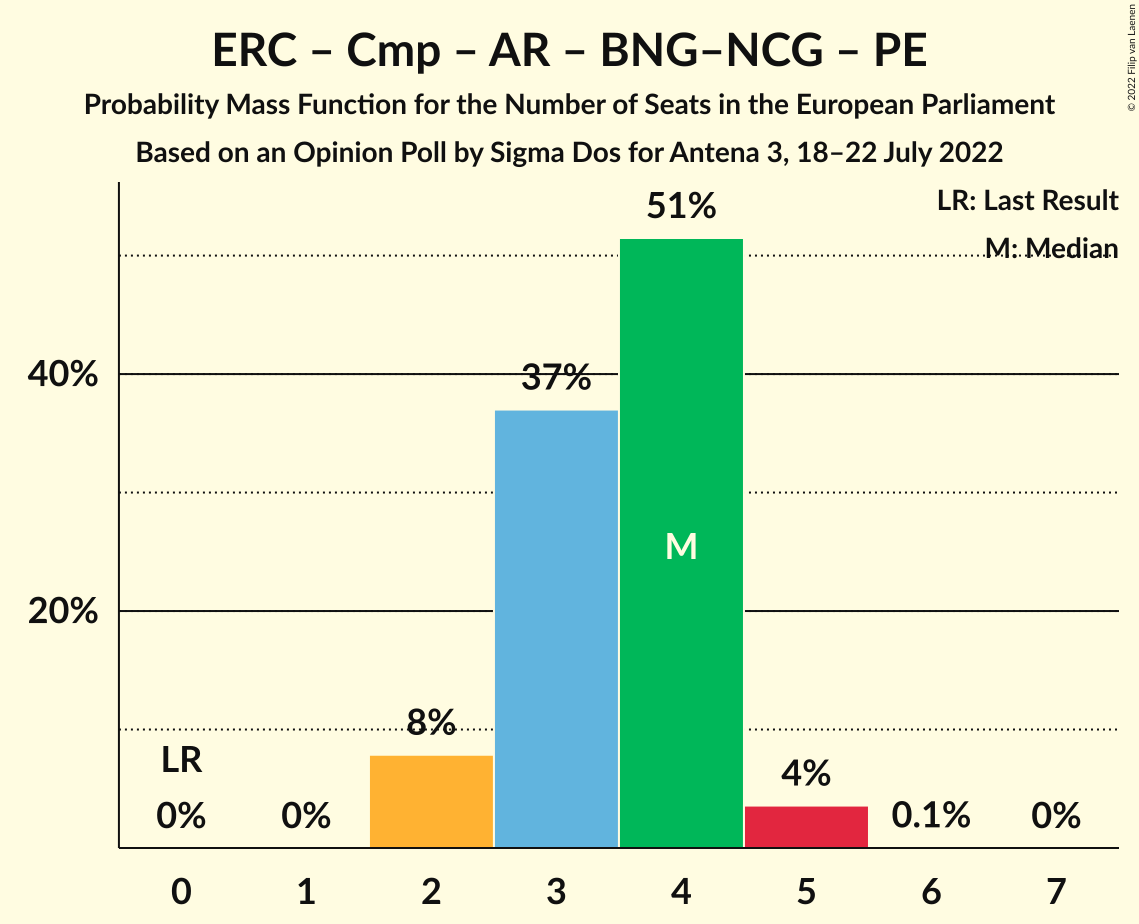 ERC – Cmp – AR – BNG–NCG – PE
Probability Mass Function for the Number of Seats in the European Parliament
Based on an Opinion Poll by Sigma Dos for Antena 3, 18–22 July 2022
© 2022 Filip van Laenen
LR: Last Result
M: Median
51%
40%
37%
M
20%
8%
LR
4%
0%
0%
0.1%
0%
0 1 2 3 4 5 6 7